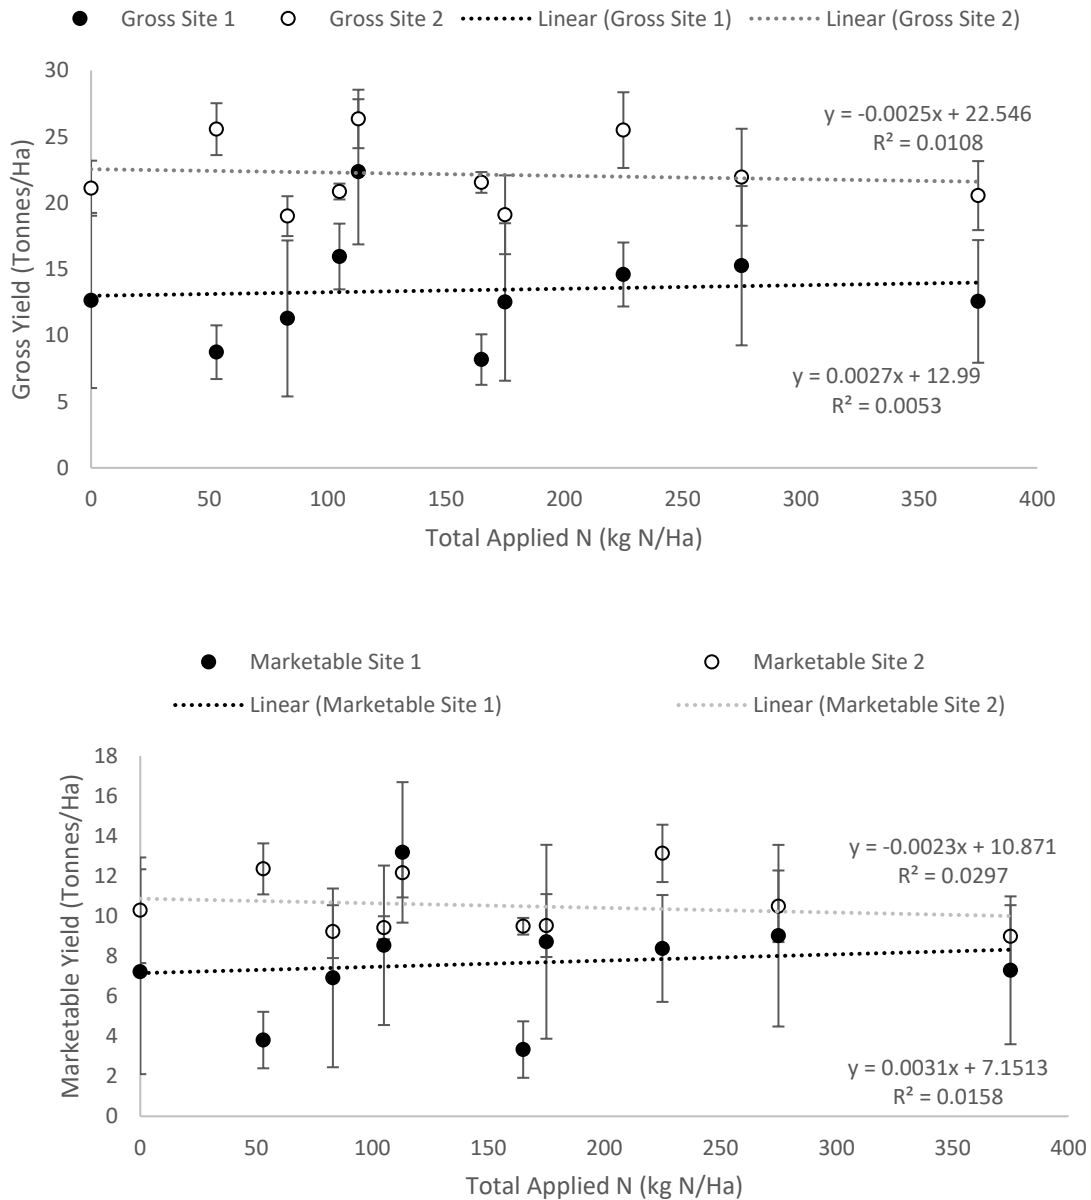 Gross Site 1 Gross Site 2 Linear (Gross Site 1) Linear (Gross Site 2)
30
25
20
15
10
5
0
Gross Yield (Tonnes/Ha)
y = -0.0025x + 22.546
R² = 0.0108
y = 0.0027x + 12.99
R² = 0.0053
0 50 100 150 200 250 300 350 400
Total Applied N (kg N/Ha)
Marketable Site 1 Marketable Site 2
Linear (Marketable Site 1) Linear (Marketable Site 2)
18
16
14
12
10
8
6
4
2
0
Marketable Yield (Tonnes/Ha)
y = -0.0023x + 10.871
R² = 0.0297
y = 0.0031x + 7.1513
R² = 0.0158
0 50 100 150 200 250 300 350 400
Total Applied N (kg N/Ha)